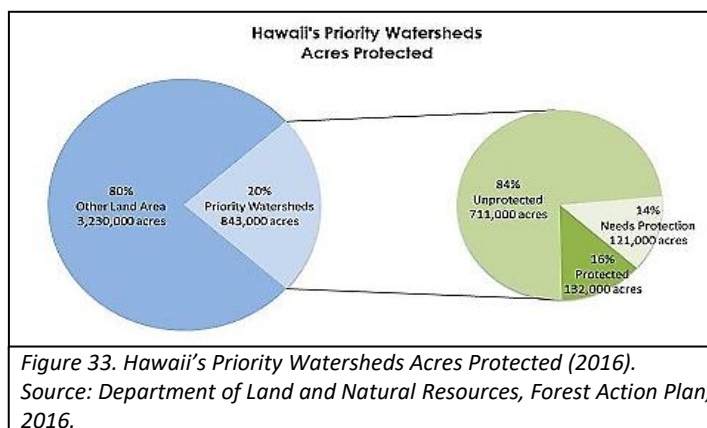 Hawaii's Priority Watersheds
Acres Protected
80%
Other Land Area
3,230,000 acres
20%
Priority Watersheds
843,000 acres
84%
Unprotected
711,000 acres
14%
Needs Protection
121,000 acres
16%
Protected
132,000 acres
Figure 33. Hawaii's Priority Watersheds Acres Protected (2016).
Source: Department of Land and Natural Resources, Forest Action Plan,
2016.